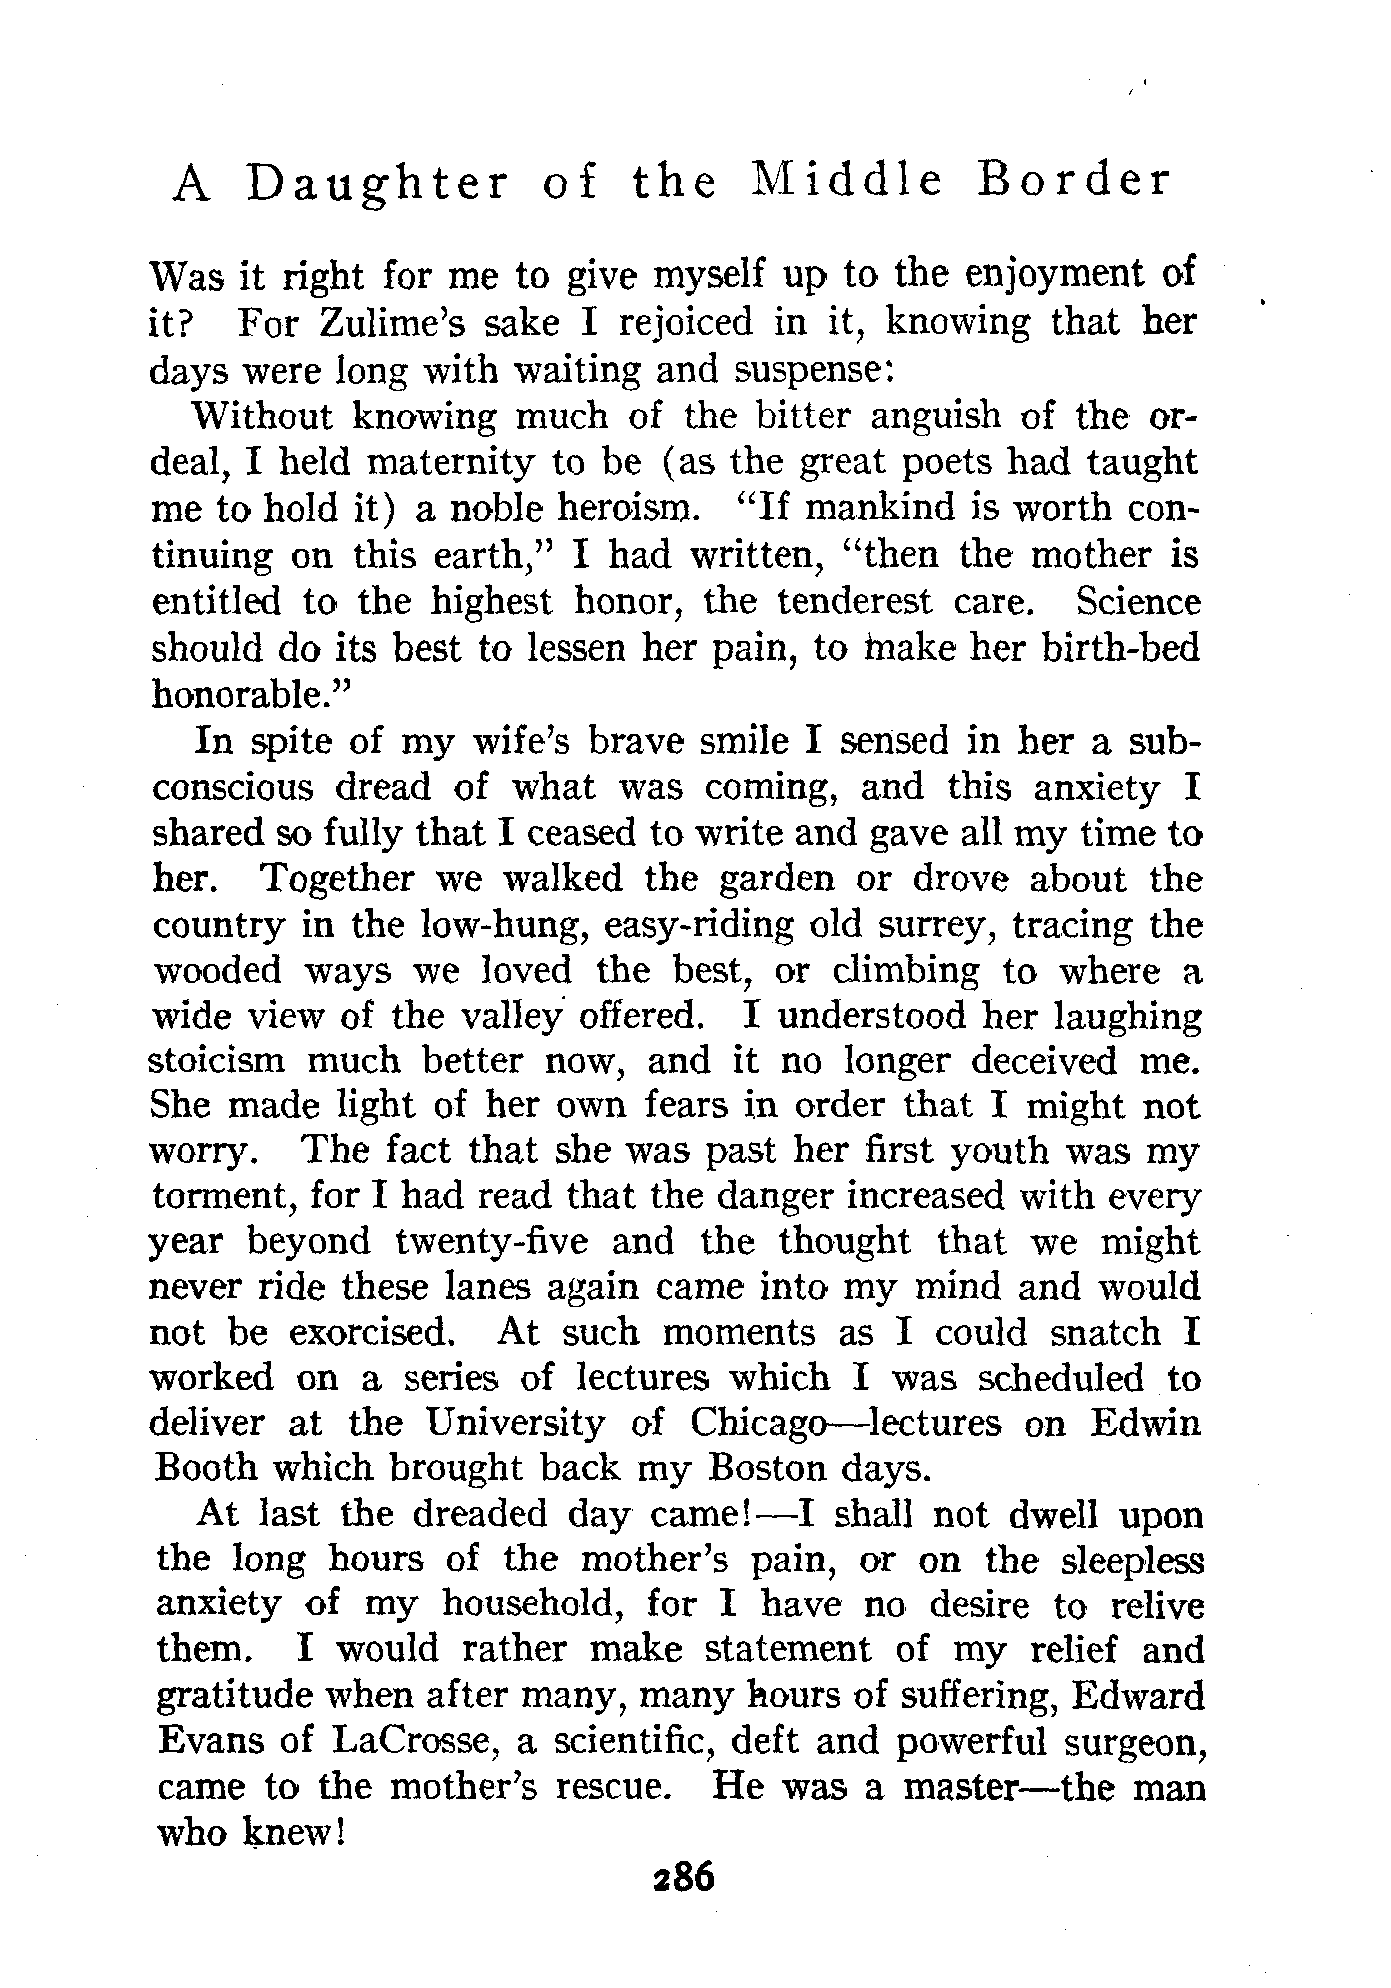 A Daughter of the Middle Border
Was it right for me to give myself up to the enjoyment of
it? For Zulime's sake I rejoiced in it, knowing that her
days were long with waiting and suspense:
Without knowing much of the bitter anguish of the or-
deal, I held maternity to be (as the great poets had taught
me to hold it) a noble heroism. "If mankind is worth con-
tinuing on this earth," I had written, "then the mother is
entitled to the highest honor, the tenderest care. Science
should do its best to lessen her pain, to make her birth-bed
honorable."
In spite of my wife's brave smile I sensed in her a sub-
conscious dread of what was coming, and this anxiety I
shared so fully that I ceased to write and gave all my time to
her. Together we walked the garden or drove about the
country in the low-hung, easy-riding old surrey, tracing the
wooded ways we loved the best, or climbing to where a
wide view of the valley offered. I understood her laughing
stoicism much better now, and it no longer deceived me.
She made light of her own fears in order that I might not
worry. The fact that she was past her first youth was my
torment, for I had read that the danger increased with every
year beyond twenty-five and the thought that we might
never ride these lanes again came into my mind and would
not be exorcised. At such moments as I could snatch I
worked on a series of lectures which I was scheduled to
deliver at the University of Chicago—lectures on Edwin
Booth which brought back my Boston days.
At last the dreaded day came!—I shall not dwell upon
the long hours of the mother's pain, or on the sleepless
anxiety of my household, for I have no desire to relive
them. I would rather make statement of my relief and
gratitude when after many, many hours of suffering, Edward
Evans of LaCrosse, a scientific, deft and powerful surgeon,
came to the mother's rescue. He was a master—the man
who knew!
286